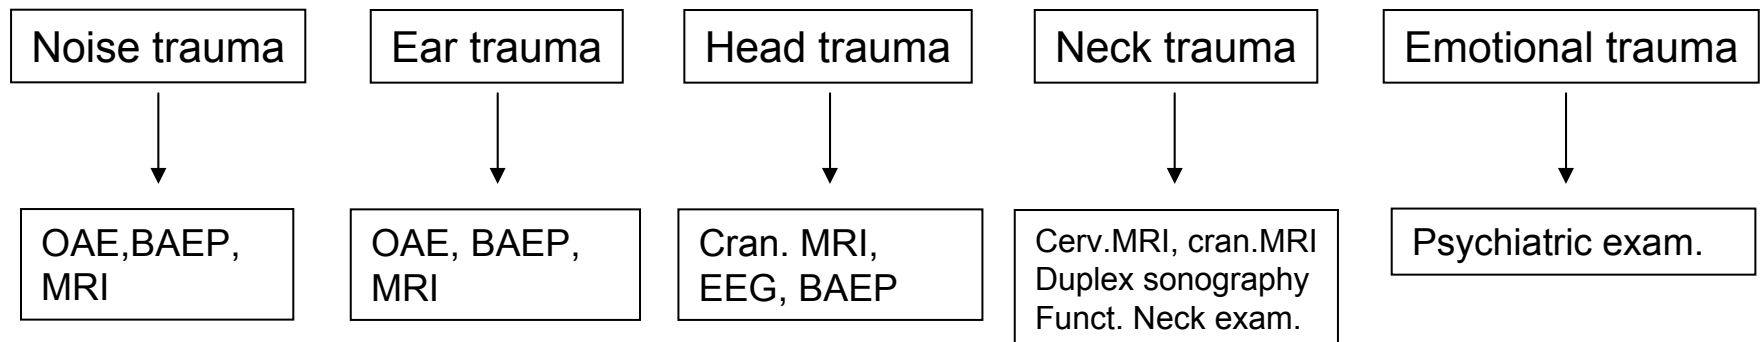 Noise trauma
Ear trauma
Head trauma
Neck trauma
Emotional trauma
OAE,BAEP,
MRI
OAE, BAEP,
MRI
Cran. MRI,
EEG, BAEP
Cerv.MRI, cran.MRI
Duplex sonography
Funct. Neck exam.
Psychiatric exam.